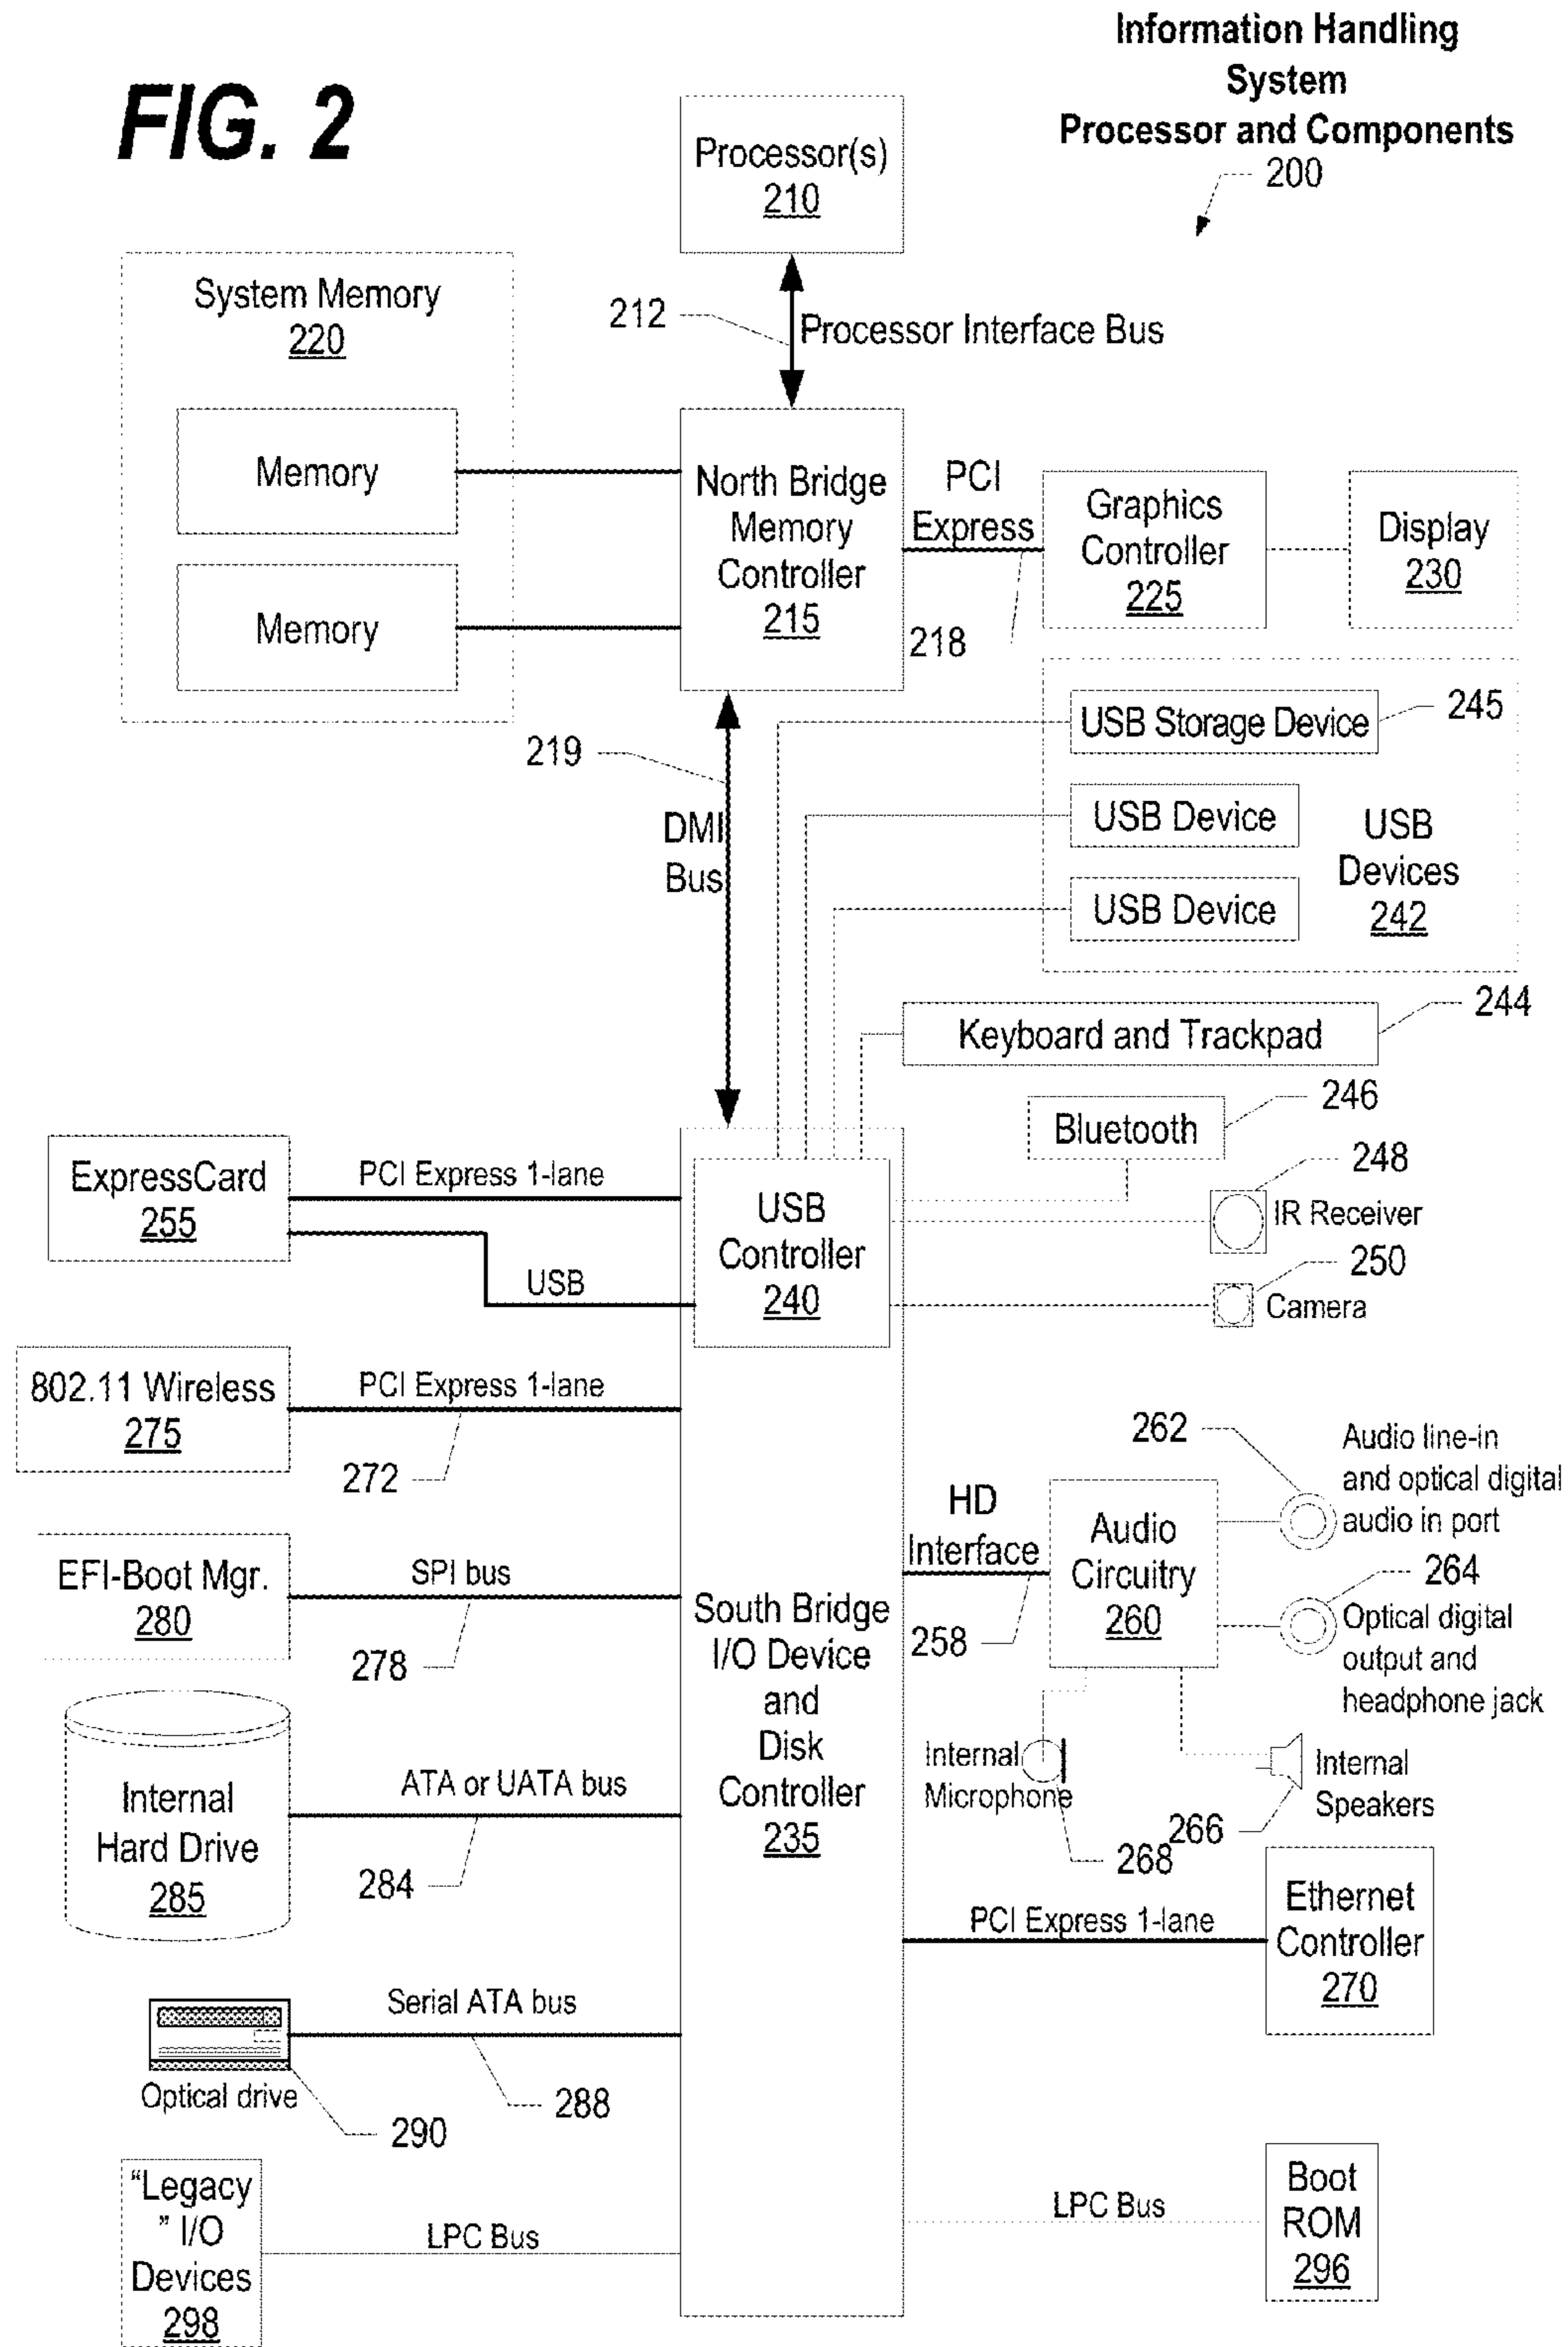 Information Handling
System
Processor and Components
200
FIG. 2
Processor(s)
210
System Memory
220
212
Processor Interface Bus
Memory
Memory
North Bridge
Memory
Controller
215
PCI
Express
218
Graphics
Controller
225
Display
230
219
DMI
Bus
USB Storage Device
245
USB Device
USB Device
USB
Devices
242
Keyboard and Trackpad
244
Bluetooth
246
248
IR Receiver
250
Camera
ExpressCard
255
PCI Express 1-lane
USB
USB
Controller
240
802.11 Wireless
275
PCI Express 1-lane
272
EFI-Boot Mgr.
280
SPI bus
278
Internal
Hard Drive
285
ATA or UATA bus
284
South Bridge
I/O Device
and
Disk
Controller
235
HD
Interface
258
Audio
Circuitry
260
262
Audio line-in
and optical digital
audio in port
264
Optical digital
output and
headphone jack
Internal
Microphone
268
266
Internal
Speakers
PCI Express 1-lane
Ethernet
Controller
270
Serial ATA bus
288
Optical drive
290
“Legacy
” I/O
Devices
298
LPC Bus
LPC Bus
Boot
ROM
296